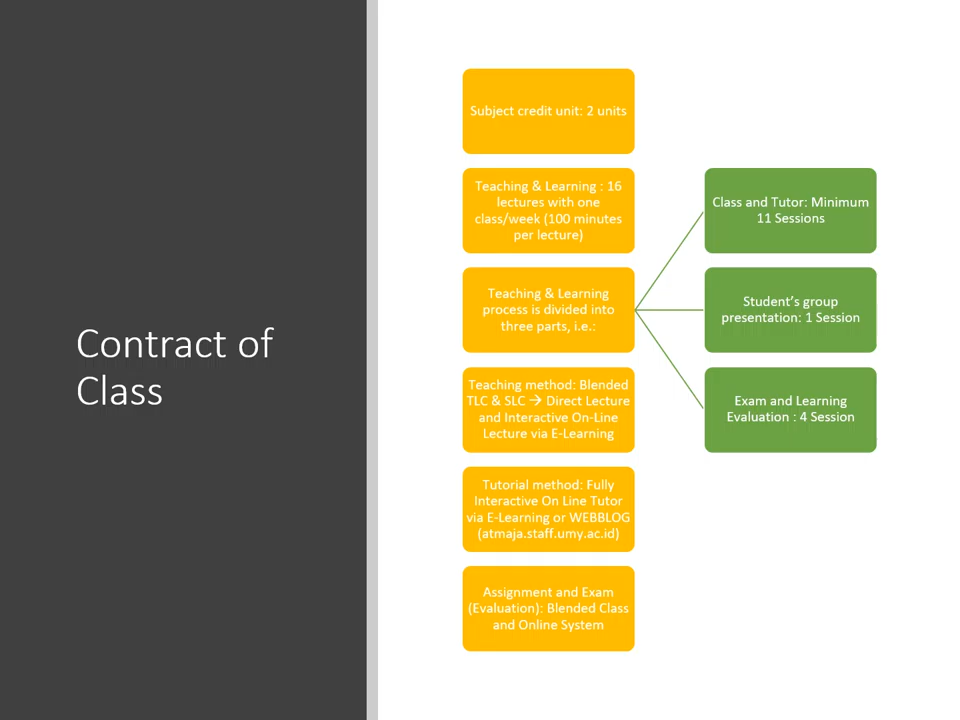 Contract of
Class
Subject credit unit: 2 units
Teaching & Learning : 16
lectures with one
class/week (100 minutes
per lecture)
Teaching & Learning
process is divided into
three parts, i.e.:
Class and Tutor: Minimum
11 Sessions
Student’s group
presentation: 1 Session
Exam and Learning
Evaluation : 4 Session
Teaching method: Blended
TLC & SLC → Direct Lecture
and Interactive On-Line
Lecture via E-Learning
Tutorial method: Fully
Interactive On Line Tutor
via E-Learning or WEBBLOG
(atmaja.staff.umy.ac.id)
Assignment and Exam
(Evaluation): Blended Class
and Online System